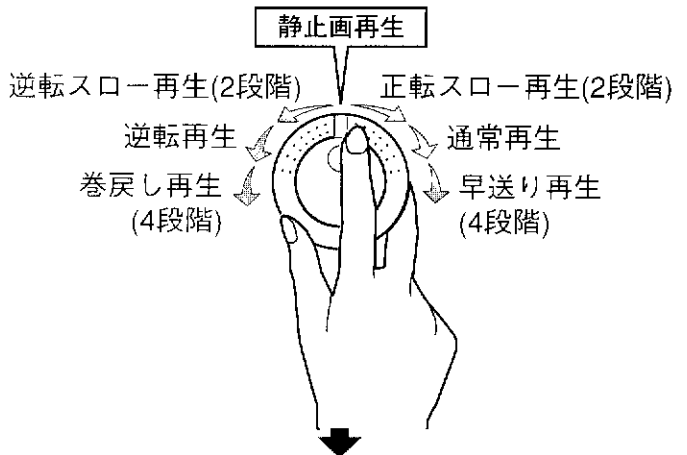 静止画再生
逆転スロー再生(2段階)
正転スロー再生(2段階)
逆転再生
通常再生
巻戻し再生
(4段階)
早送り再生
(4段階)